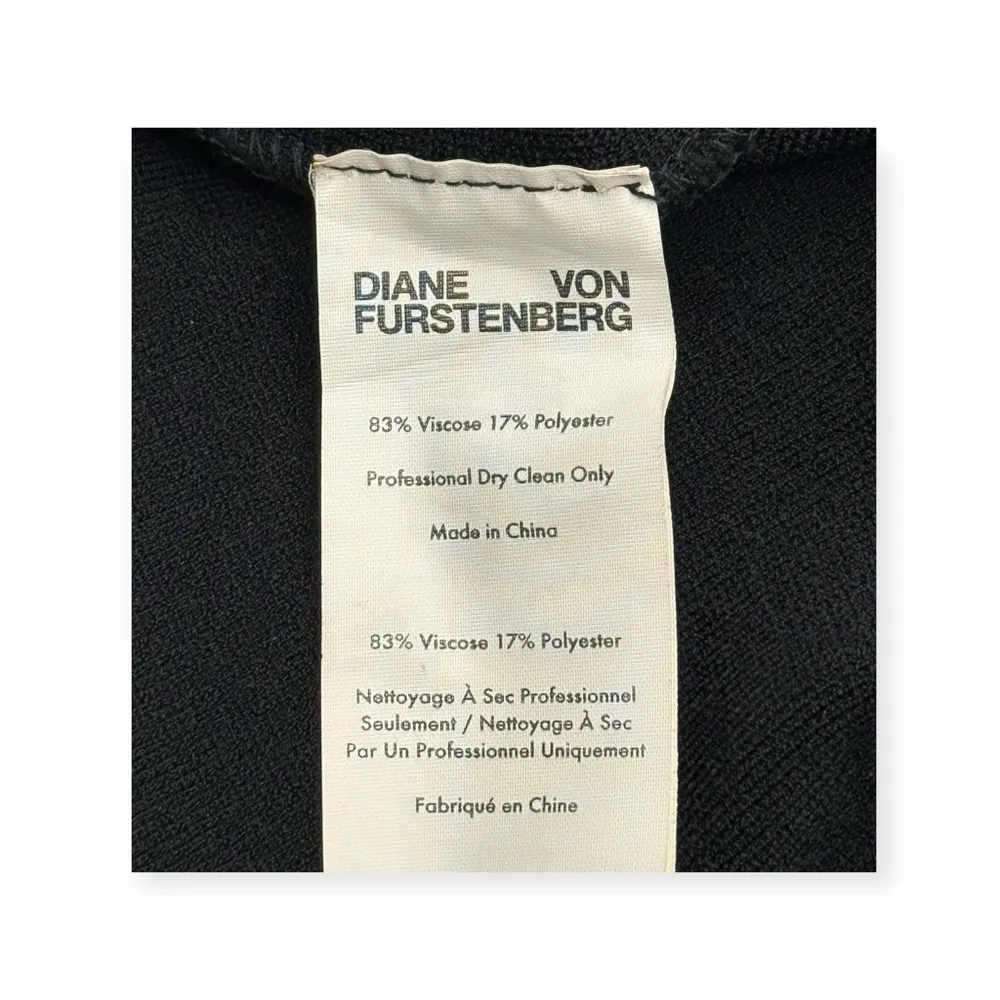 DIANE VON
FURSTENBERG
83% Viscose 17% Polyester
Professional Dry Clean Only
Made in China
83% Viscose 17% Polyester
Nettoyage À Sec Professionnel
Seulement / Nettoyage À Sec
Par Un Professionnel Uniquement
Fabriqué en Chine